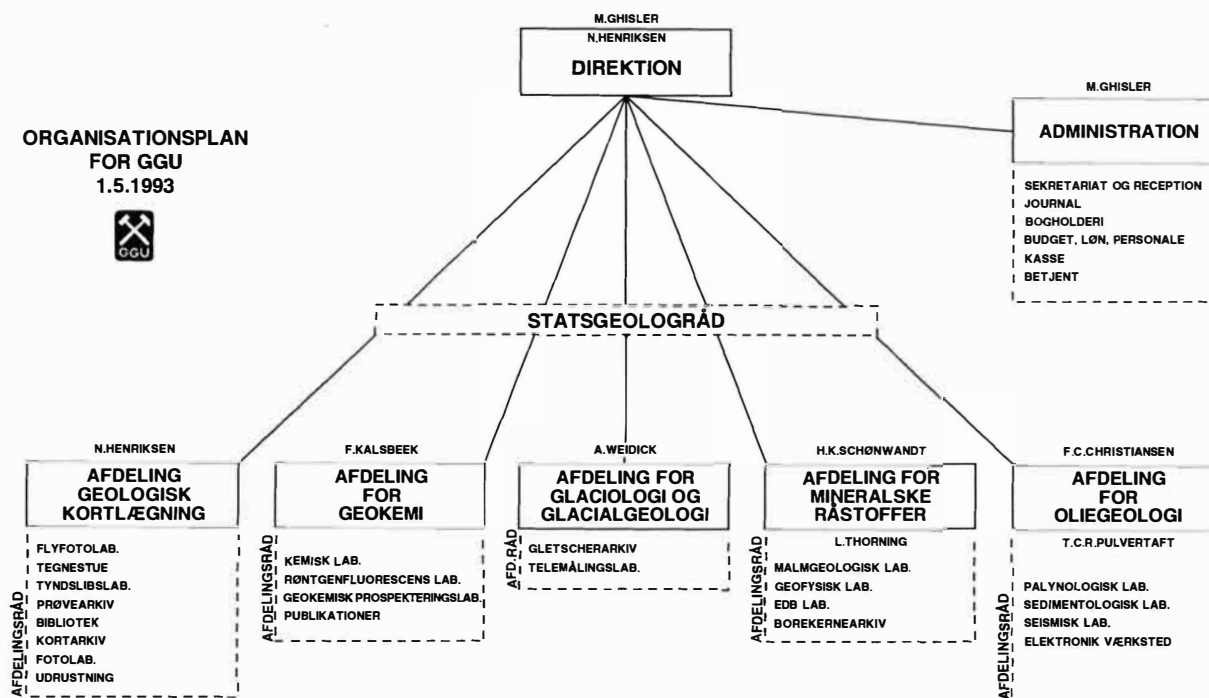 M.GHISLER
N.HENRIKSEN
DIREKTION
M.GHISLER
ADMINISTRATION
SEKRETARIAT OG RECEPTION
JOURNAL
BOGHOLDERI
BUDGET, LØN, PERSONALE
KASSE
BETJENT
ORGANISATIONSPLAN
FOR GGU
1.5.1993
GGU
STATSGEOLOGRÅD
N.HENRIKSEN
AFDELING
GEOLOGISK
KORTLÆGNING
AFDELINGSRÅD
FLYFOTOLAB.
TEGNESTUE
TYNDSLIBSLAB.
PRØVEARKIV
BIBLIOTEK
KORTARKIV
FOTOLAB.
UDRUSTNING
F.KALSBEEK
AFDELING
FOR
GEOKEMI
AFDELINGSRÅD
KEMISK LAB.
RØNTGENFLUORESCENS LAB.
GEOKEMISK PROSPEKTERINGSLAB.
PUBLIKATIONER
A.WEIDICK
AFDELING FOR
GLACIOLOGI OG
GLACIALGEOLOGI
AFD.RÅD
GLETSCHERARKIV
TELEMÅLINGSLAB.
H.K.SCHØNWANDT
AFDELING FOR
MINERALSKE
RÅSTOFFER
L.THORNING
AFDELINGSRÅD
MALMGEOLOGISK LAB.
GEOFYSISK LAB.
EDB LAB.
BOREKERNEARKIV
F.C.CHRISTIANSEN
AFDELING
FOR
OLIEGEOLOGI
T.C.R.PULVERTAFT
AFDELINGSRÅD
PALYNOLOGISK LAB.
SEDIMENTOLOGISK LAB.
SEISMISK LAB.
ELEKTRONIK VÆRKSTED